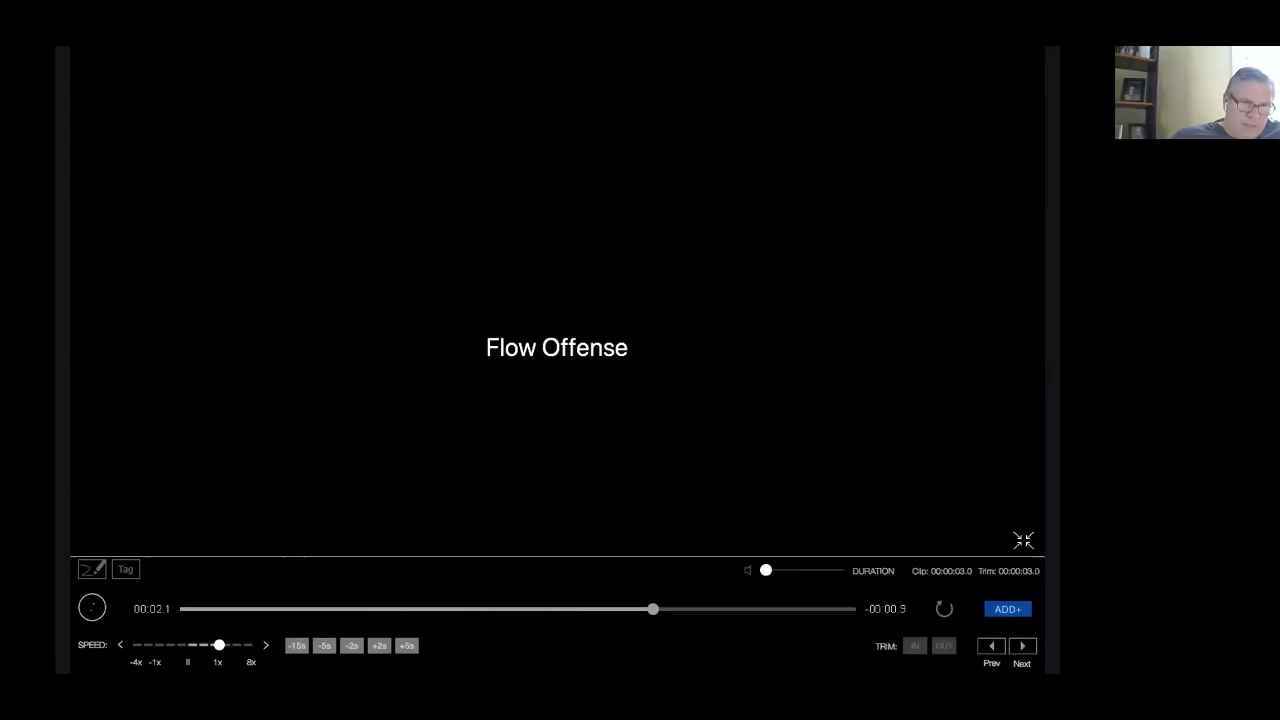 Flow Offense
Tag
DURATION Clip: 00:00:03.0 Trim: 00:00:03.0
00:02.1 -00:00.9 ADD+
SPEED: -15s -5s -2s +2s +5s TRIM: IN OUT
-4x -1x II 1x 8x Prev Next